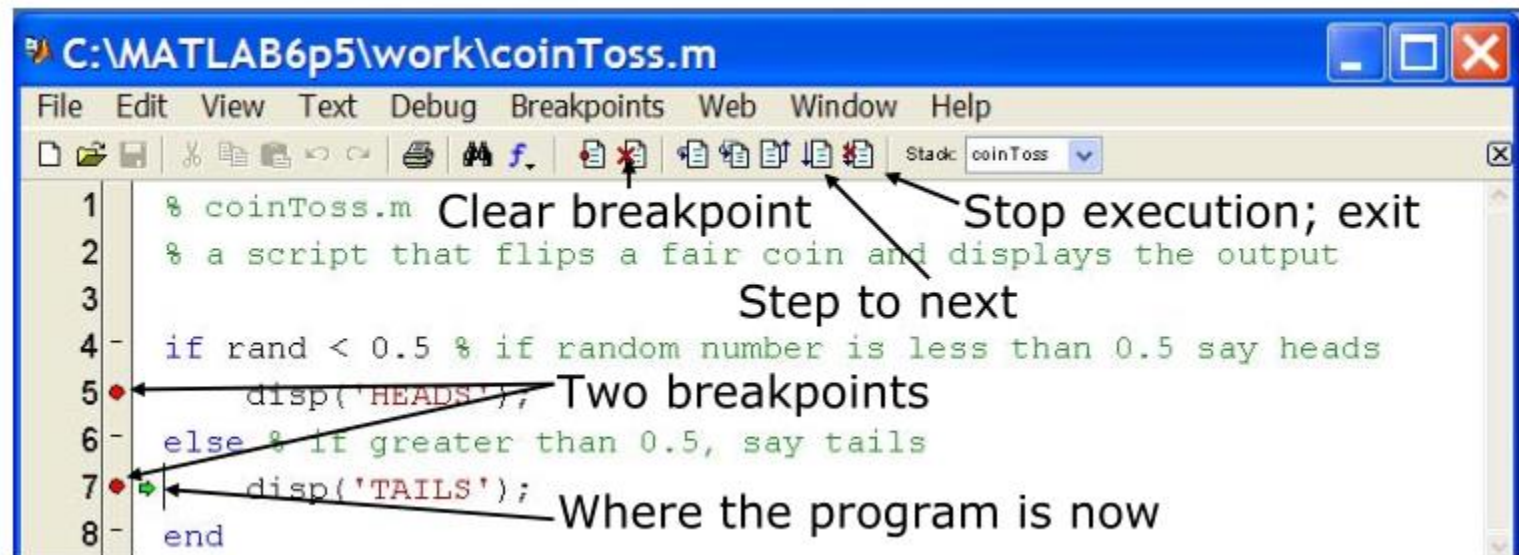 C:\MATLAB6p5\work\coinToss.m
File Edit View Text Debug Breakpoints Web Window Help
Stack: coinToss
1 % coinToss.m
Clear breakpoint
Stop execution; exit
2 % a script that flips a fair coin and displays the output
3
Step to next
4 - if rand < 0.5 % if random number is less than 0.5 say heads
5 disp('HEADS');
Two breakpoints
6 - else % if greater than 0.5, say tails
7 disp('TAILS');
Where the program is now
8 - end